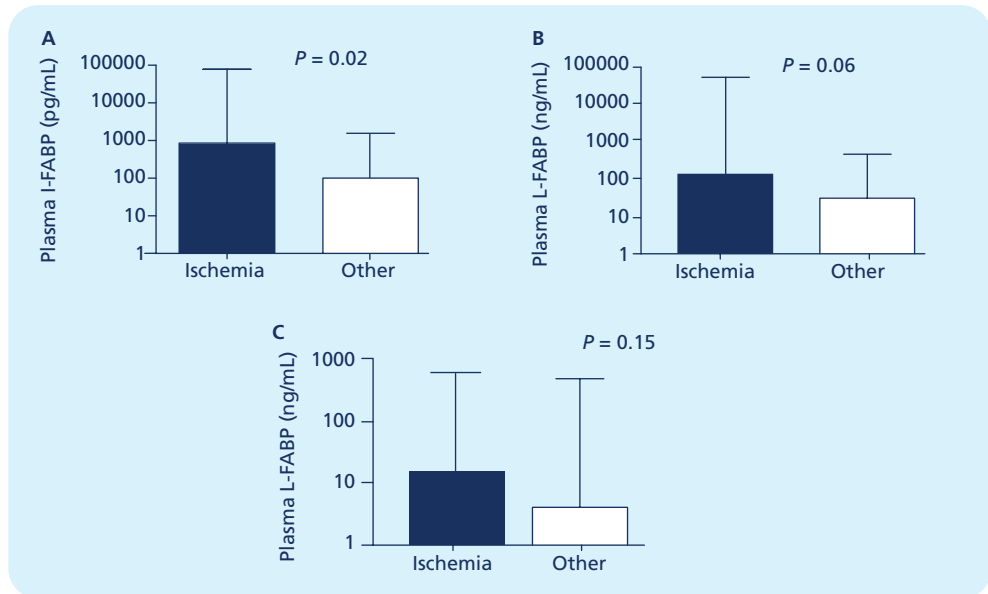 A
P = 0.02
Plasma I-FABP (pg/mL)
100000
10000
1000
100
10
1
Ischemia
Other
B
P = 0.06
Plasma L-FABP (ng/mL)
100000
10000
1000
100
10
1
Ischemia
Other
C
P = 0.15
Plasma L-FABP (ng/mL)
1000
100
10
1
Ischemia
Other